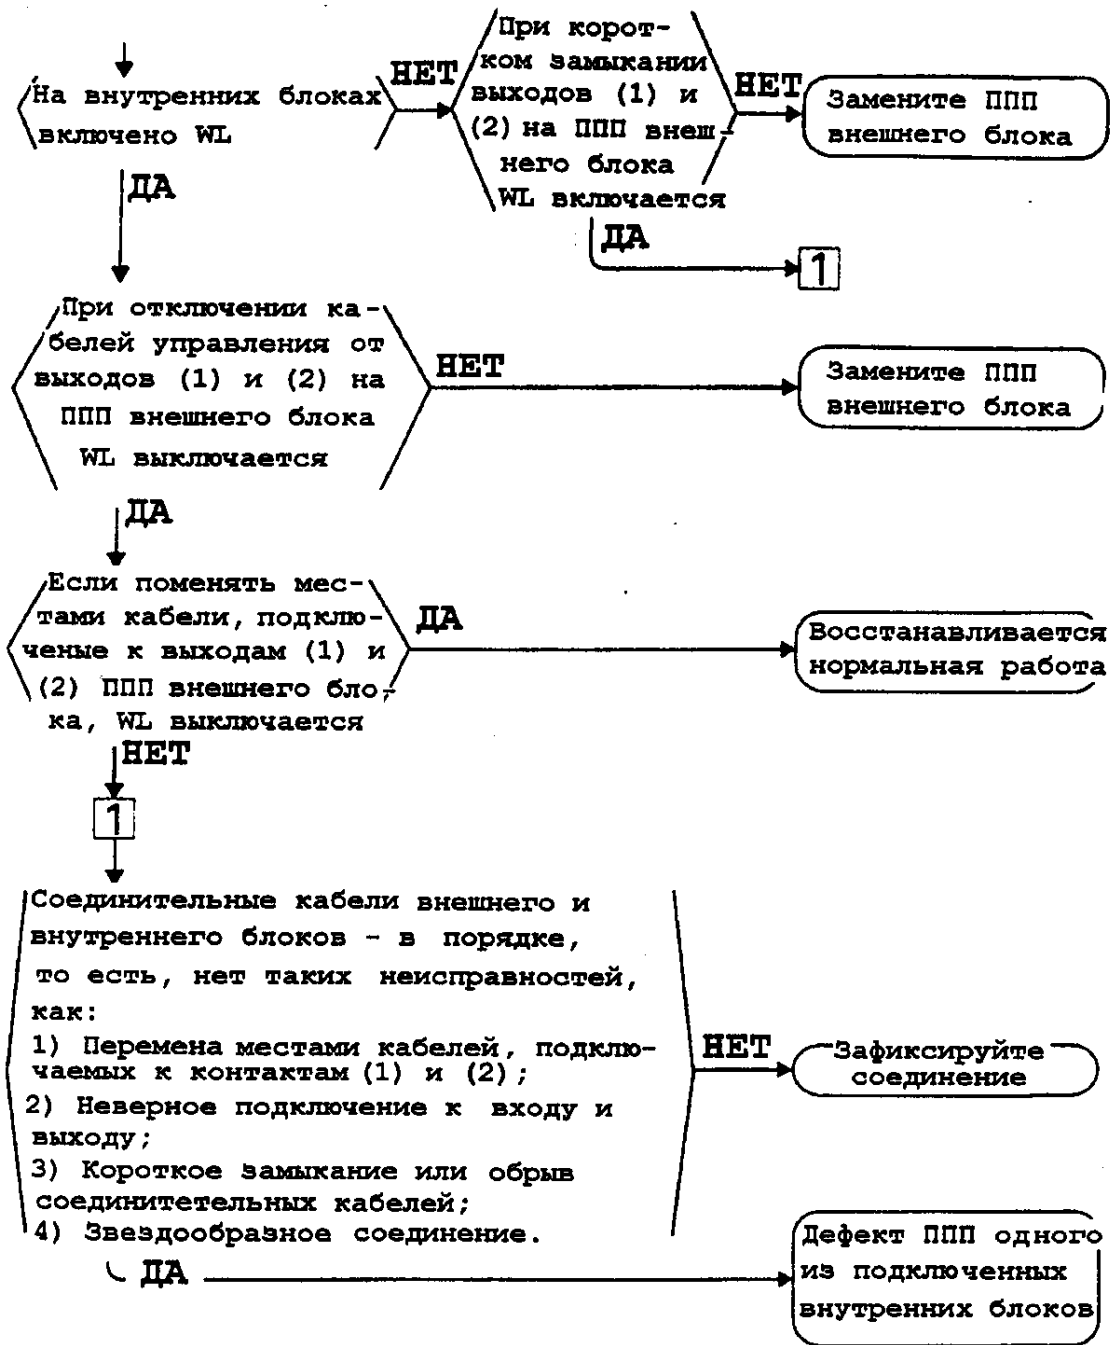 На внутренних блоках
включено WL
НЕТ
При корот-
ком замыкании
выходов (1) и
(2) на ППП внеш-
него блока
WL включается
НЕТ
Замените ППП
внешнего блока
ДА
ДА
1
При отключении ка-
белей управления от
выходов (1) и (2) на
ППП внешнего блока
WL выключается
НЕТ
Замените ППП
внешнего блока
ДА
Если поменять мес-
тами кабели, подклю-
ченые к выходам (1) и
(2) ППП внешнего бло-
ка, WL выключается
ДА
Восстанавливается
нормальная работа
НЕТ
1
Соединительные кабели внешнего и
внутреннего блоков - в порядке,
то есть, нет таких неисправностей,
как:
1) Перемена местами кабелей, подклю-
чаемых к контактам (1) и (2);
2) Неверное подключение к входу и
выходу;
3) Короткое замыкание или обрыв
соединитетельных кабелей;
4) Звездообразное соединение.
НЕТ
Зафиксируйте
соединение
ДА
Дефект ППП одного
из подключенных
внутренних блоков